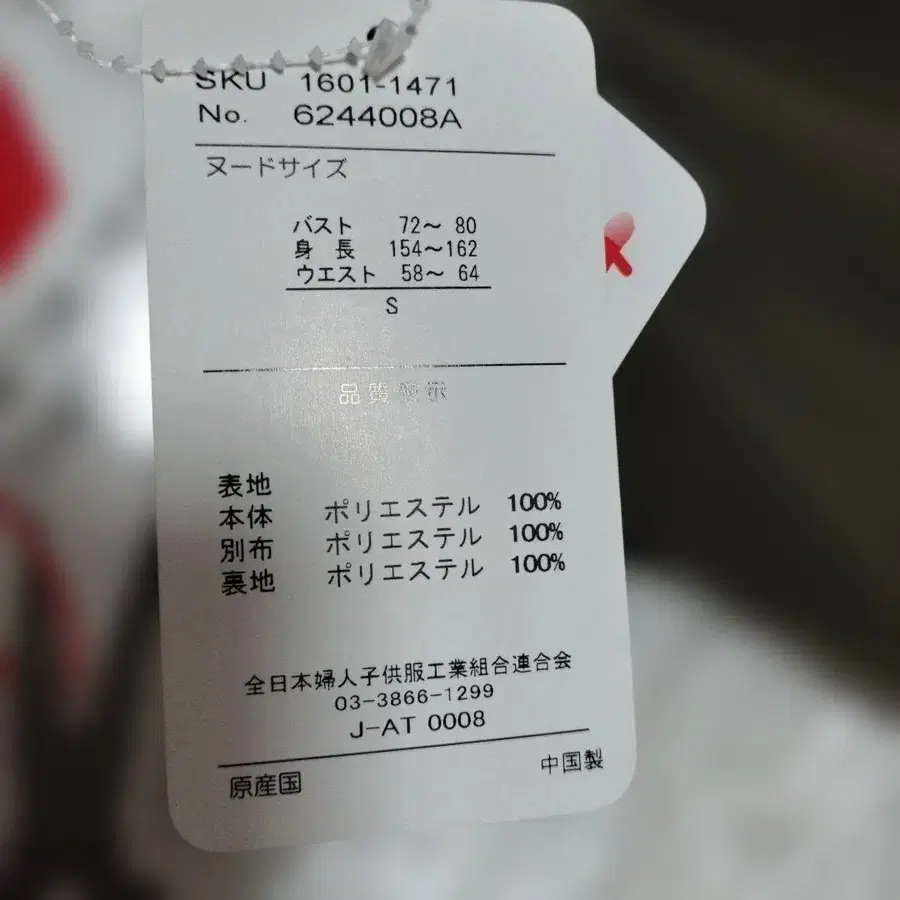 SKU 1601-1471
No. 6244008A
ヌードサイズ
バスト 72～ 80
身 長 154～162
ウエスト 58～ 64
S
品質表示
表地
本体 ポリエステル 100%
別布 ポリエステル 100%
裏地 ポリエステル 100%
全日本婦人子供服工業組合連合会
03-3866-1299
J-AT 0008
原産国 中国製